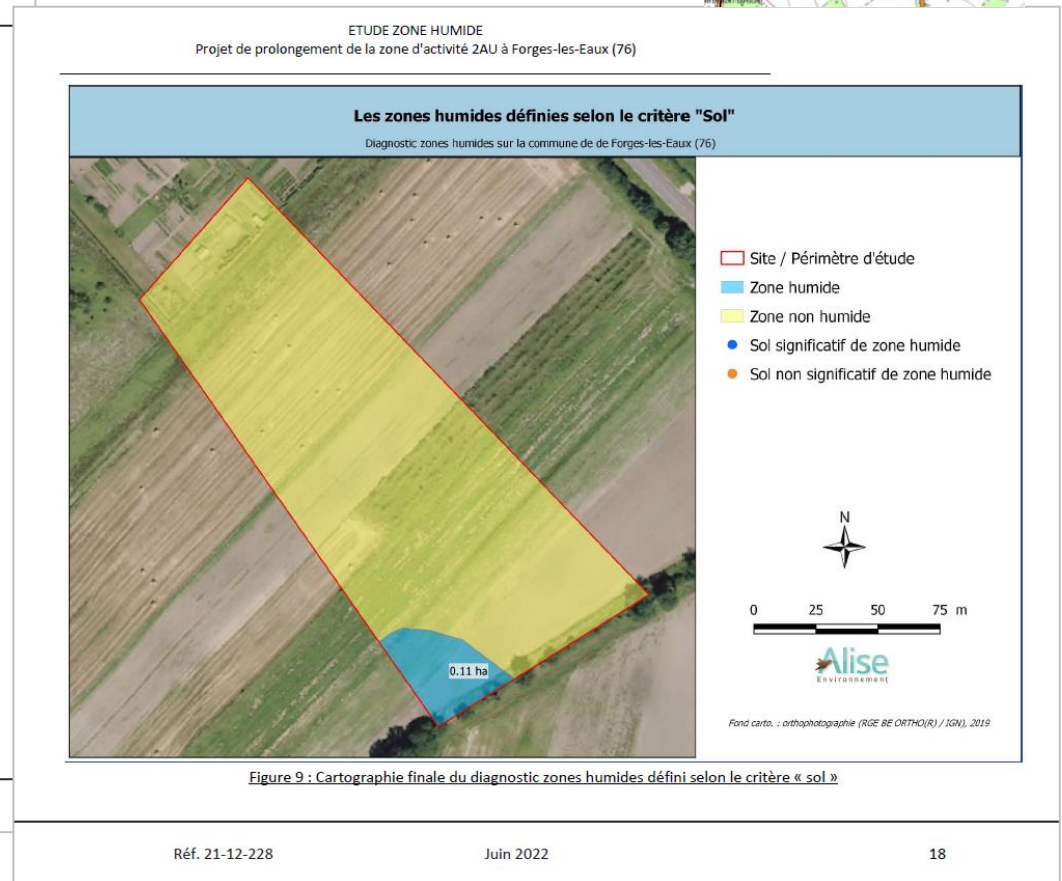 ETUDE ZONE HUMIDE
Projet de prolongement de la zone d'activité 2AU à Forges-les-Eaux (76)
Les zones humides définies selon le critère "Sol"
Diagnostic zones humides sur la commune de de Forges-les-Eaux (76)
Site / Périmètre d'étude
Zone humide
Zone non humide
Sol significatif de zone humide
Sol non significatif de zone humide
N
0 25 50 75 m
Alise
Environnement
0.11 ha
Fond carto. : orthophotographie (RGE BE ORTHO(R) / IGN), 2019
Figure 9 : Cartographie finale du diagnostic zones humides défini selon le critère « sol »
Réf. 21-12-228 Juin 2022 18